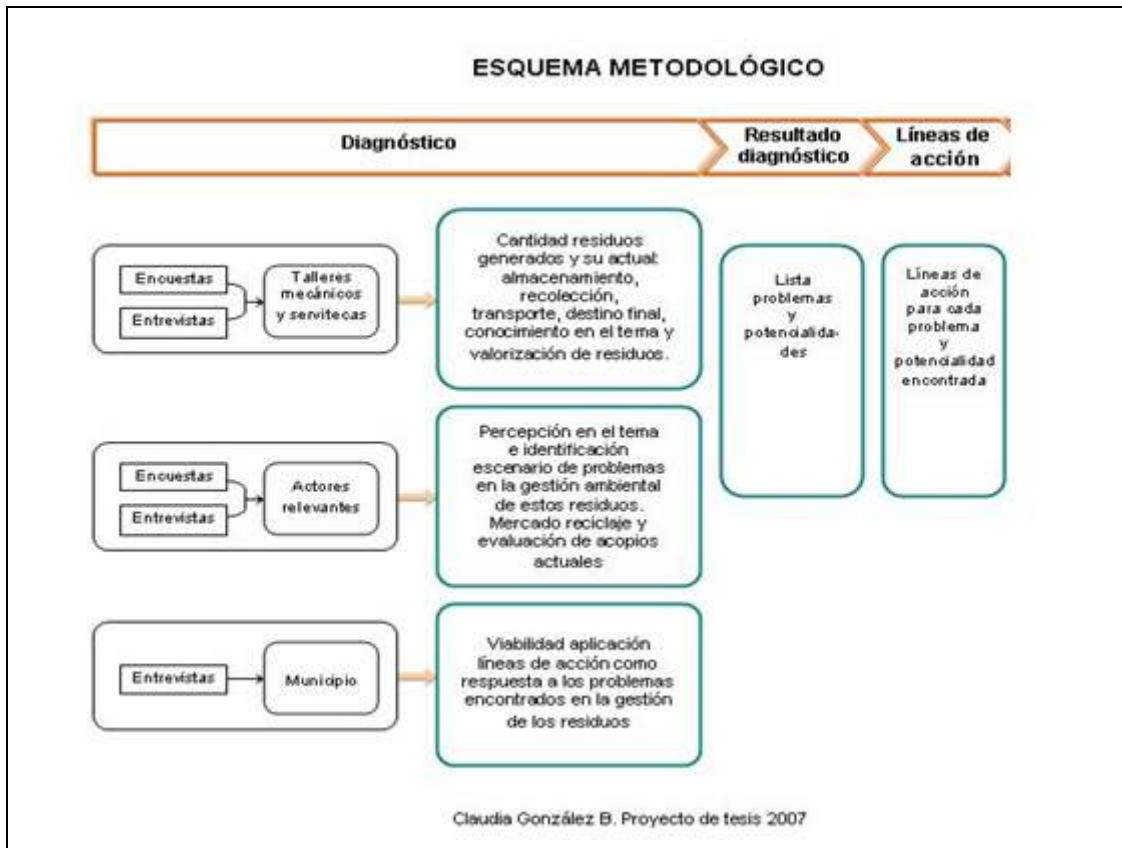 ESQUEMA METODOLÓGICO
Diagnóstico
Resultado
diagnóstico
Líneas de
acción
Encuestas
Entrevistas
Talleres
mecánicos
y servitecas
Cantidad residuos
generados y su actual:
almacenamiento,
recolección,
transporte, destino final,
conocimiento en el tema y
valorización de residuos.
Lista
problemas
y
potencialida-
des
Líneas de
acción
para cada
problema
y
potencialidad
encontrada
Encuestas
Entrevistas
Actores
relevantes
Percepción en el tema
e identificación
escenario de problemas
en la gestión ambiental
de estos residuos.
Mercado reciclaje y
evaluación de acopios
actuales
Entrevistas
Municipio
Viabilidad aplicación
líneas de acción como
respuesta a los problemas
encontrados en la gestión
de los residuos
Claudia González B. Proyecto de tesis 2007